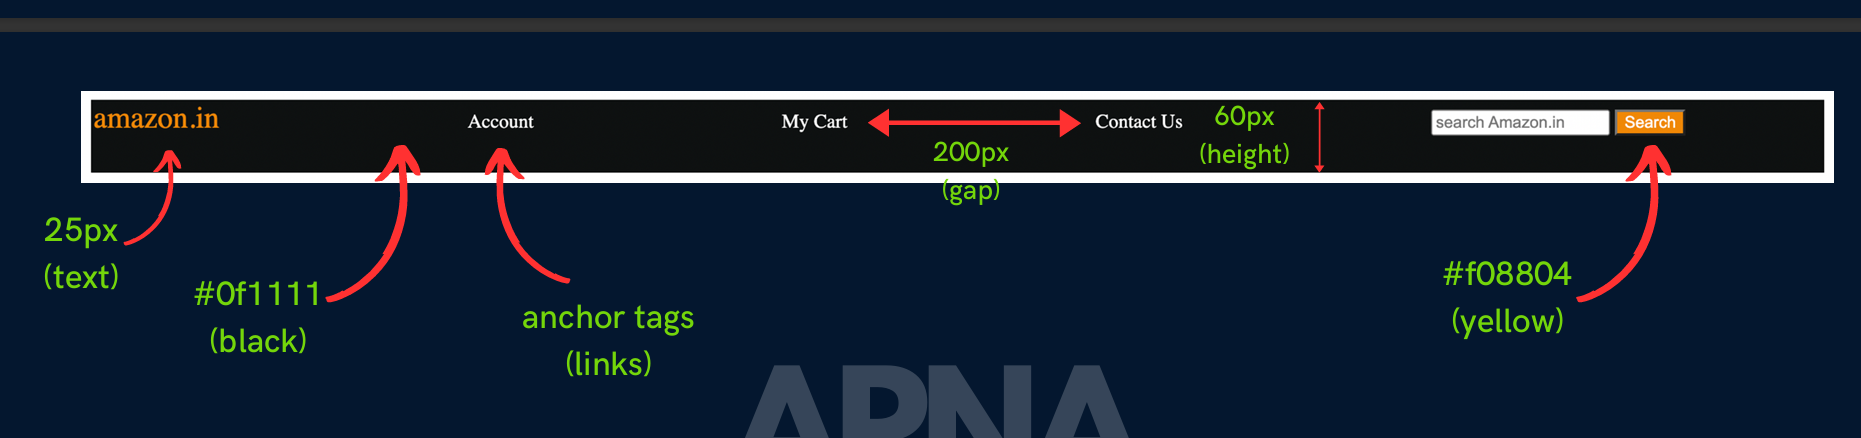 amazon.in
Account
My Cart
Contact Us
60px
(height)
search Amazon.in
Search
200px
(gap)
25px
(text)
#0f1111
(black)
anchor tags
(links)
#f08804
(yellow)
APNA